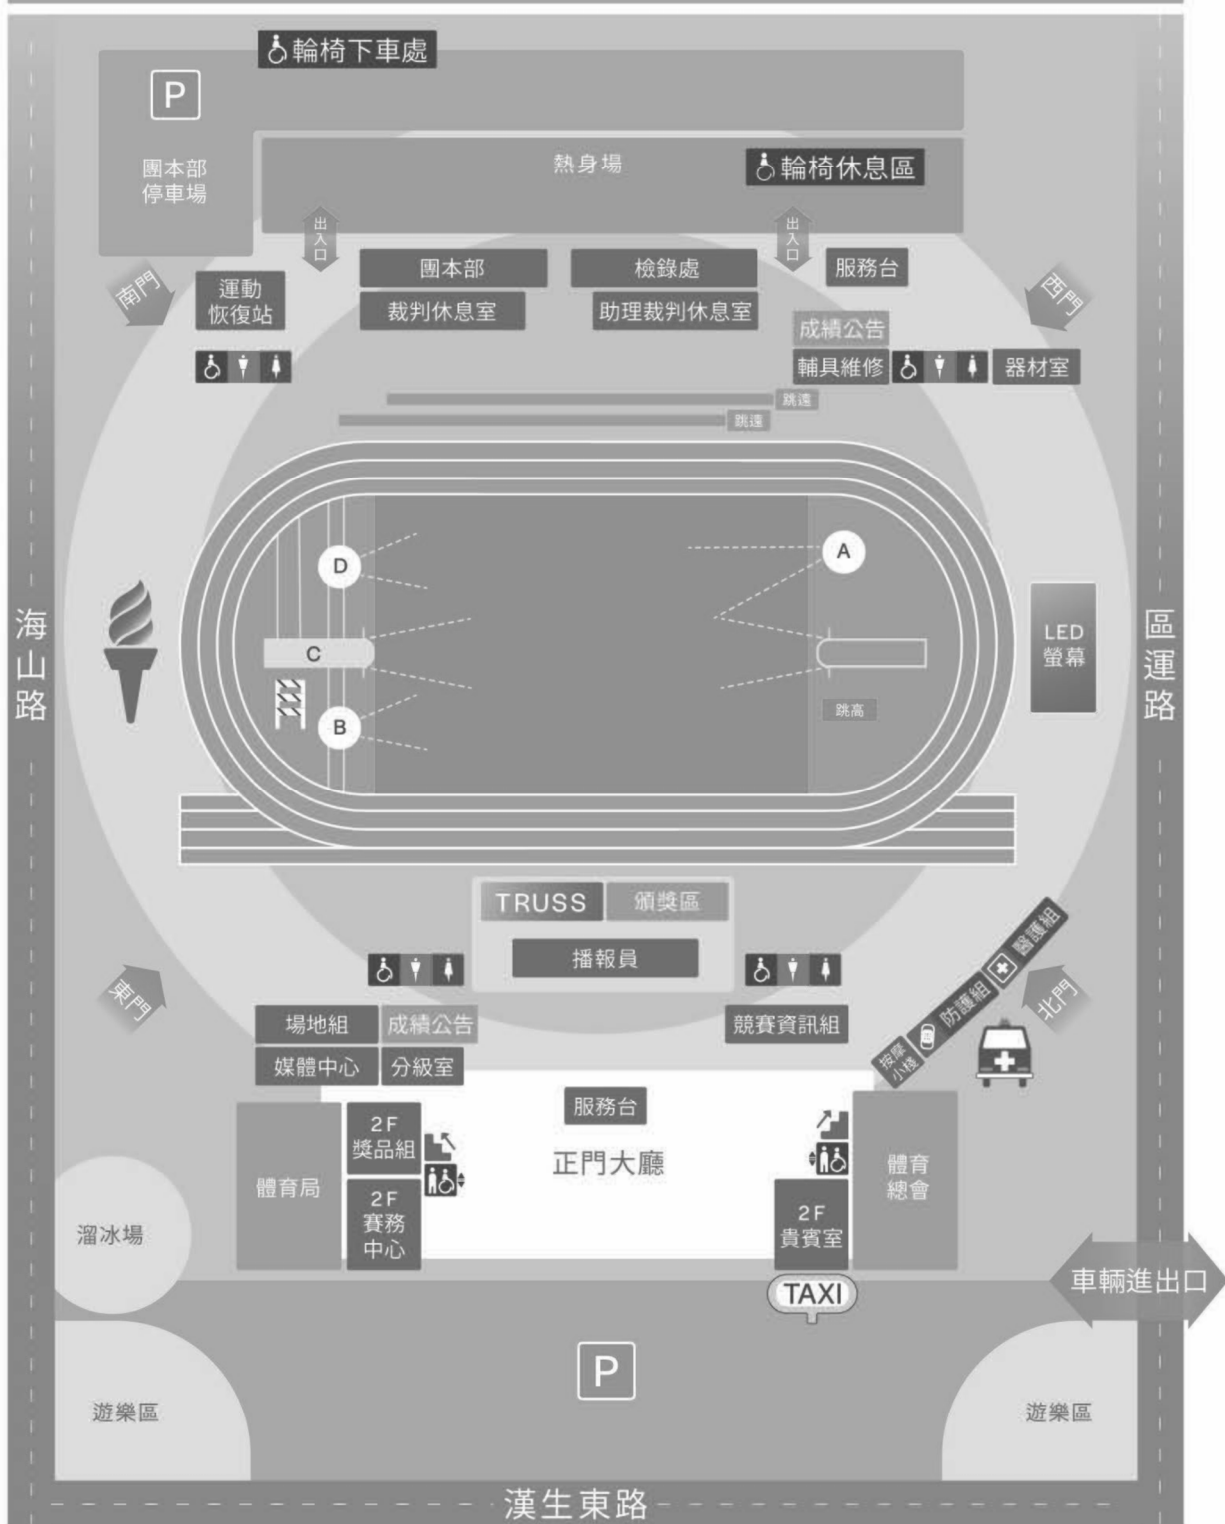 輪椅下車處
P
團本部
停車場
熱身場
輪椅休息區
出入口
出入口
南門
運動
恢復站
團本部
檢錄處
服務台
西門
裁判休息室
助理裁判休息室
成績公告
輔具維修
器材室
跳遠
跳遠
D
A
海山路
C
LED
螢幕
區運路
跳高
B
TRUSS
頒獎區
播報員
醫護組
東門
防護組
北門
場地組
成績公告
競賽資訊組
按摩
小棧
媒體中心
分級室
服務台
2F
獎品組
正門大廳
體育局
體育
總會
2F
賽務
中心
2F
貴賓室
溜冰場
車輛進出口
TAXI
P
遊樂區
遊樂區
漢生東路